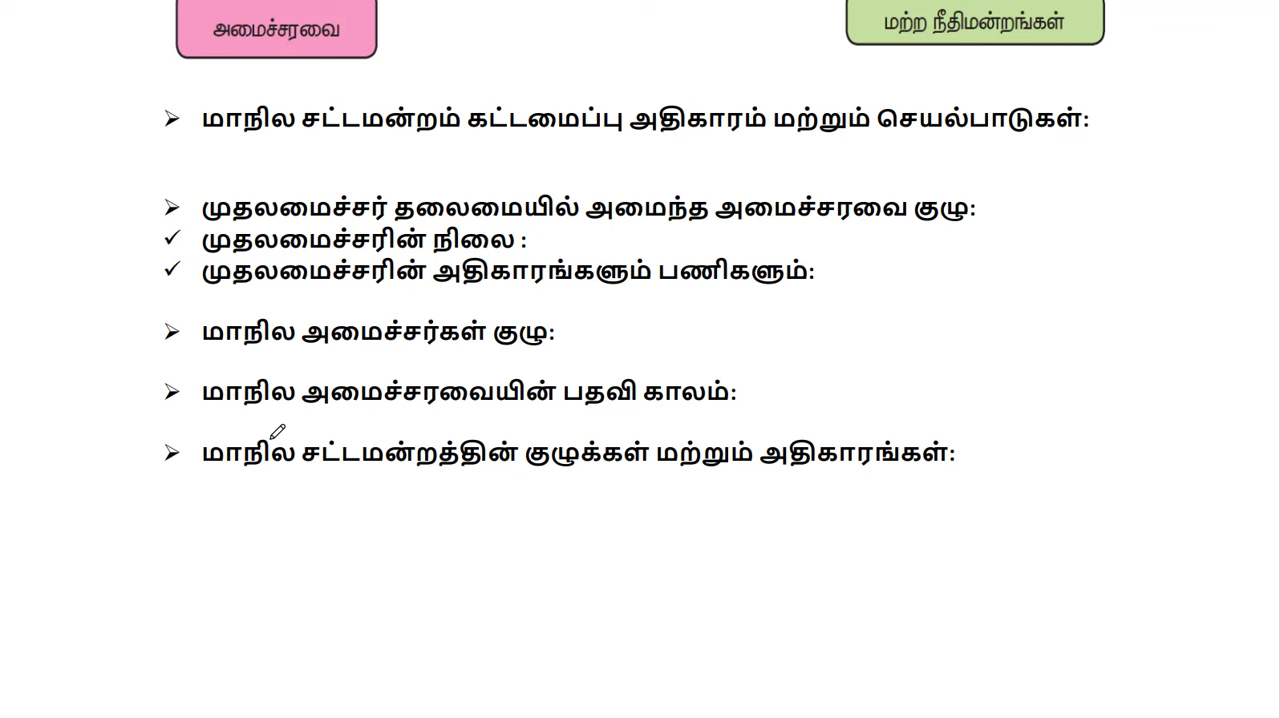 அமைச்சரவை
மற்ற நீதிமன்றங்கள்
➢ மாநில சட்டமன்றம் கட்டமைப்பு அதிகாரம் மற்றும் செயல்பாடுகள்:
➢ முதலமைச்சர் தலைமையில் அமைந்த அமைச்சரவை குழு:
✓ முதலமைச்சரின் நிலை :
✓ முதலமைச்சரின் அதிகாரங்களும் பணிகளும்:
➢ மாநில அமைச்சர்கள் குழு:
➢ மாநில அமைச்சரவையின் பதவி காலம்:
➢ மாநில சட்டமன்றத்தின் குழுக்கள் மற்றும் அதிகாரங்கள்: